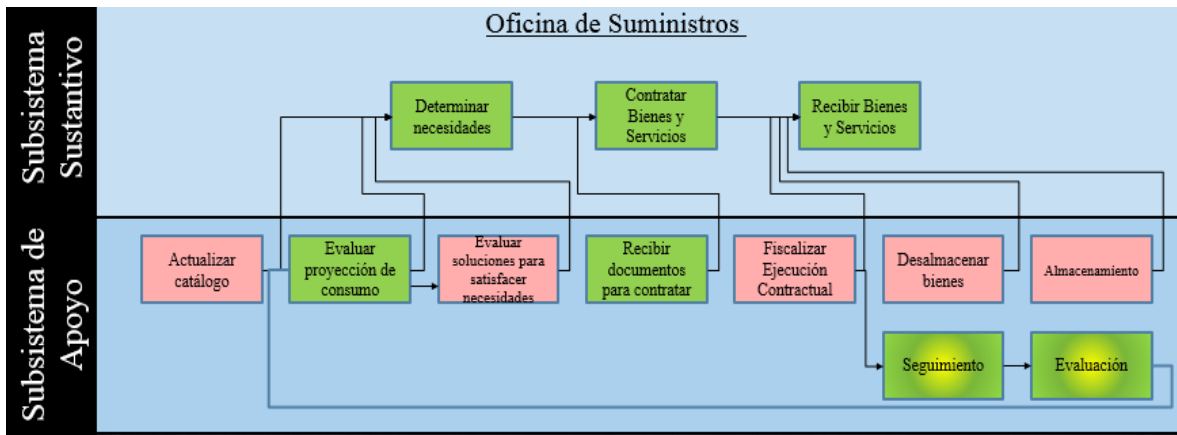 Oficina de Suministros
Subsistema
Sustantivo
Determinar
necesidades
Contratar
Bienes y
Servicios
Recibir Bienes
y Servicios
Subsistema de
Apoyo
Actualizar
catálogo
Evaluar
proyección de
consumo
Evaluar
soluciones para
satisfacer
necesidades
Recibir
documentos
para contratar
Fiscalizar
Ejecución
Contractual
Desalmacenar
bienes
Almacenamiento
Seguimiento
Evaluación